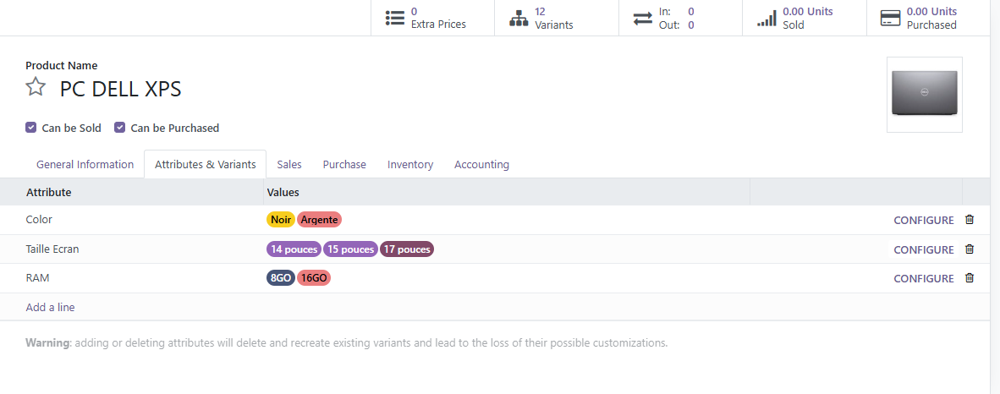 0
Extra Prices
12
Variants
In: 0
Out: 0
0.00 Units
Sold
0.00 Units
Purchased
Product Name
PC DELL XPS
Can be Sold Can be Purchased
General Information Attributes & Variants Sales Purchase Inventory Accounting
Attribute Values
Color Noir Argente CONFIGURE
Taille Ecran 14 pouces 15 pouces 17 pouces CONFIGURE
RAM 8GO 16GO CONFIGURE
Add a line
Warning: adding or deleting attributes will delete and recreate existing variants and lead to the loss of their possible customizations.